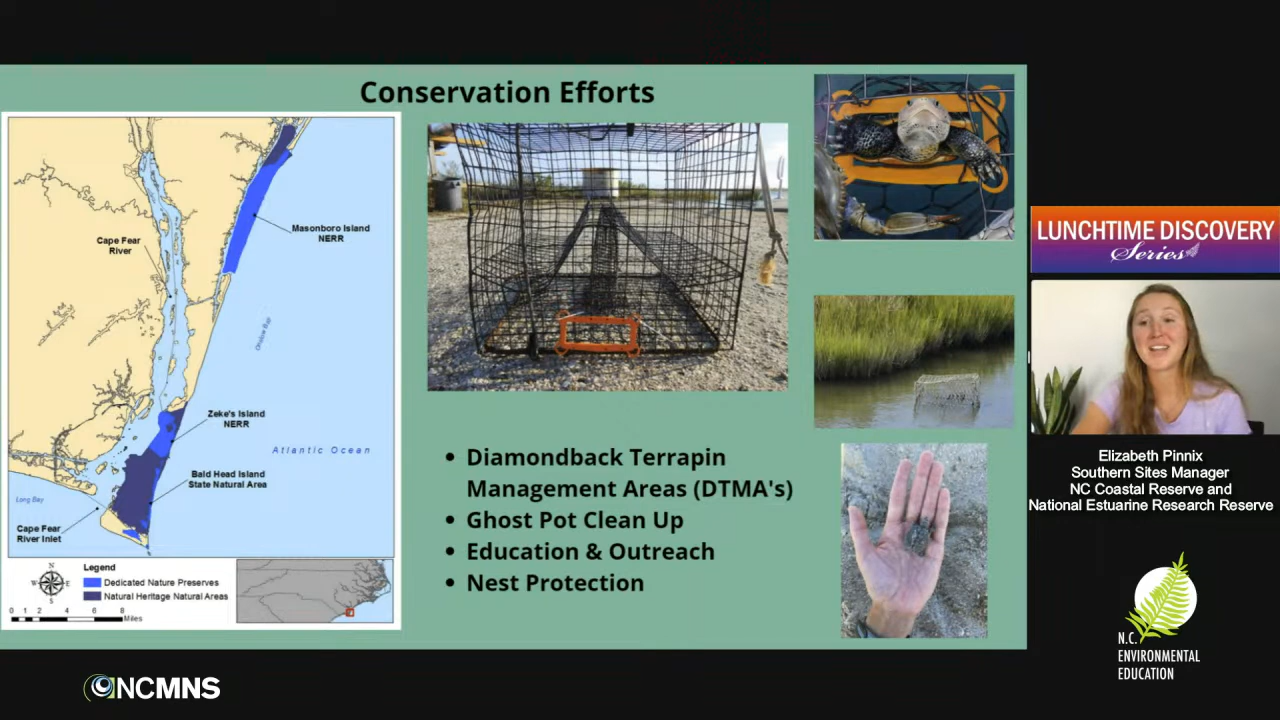 Conservation Efforts
Masonboro Island
NERR
Cape Fear
River
Onslow Bay
Zeke's Island
NERR
Atlantic Ocean
Bald Head Island
State Natural Area
Long Bay
Cape Fear
River Inlet
N
W E
S
Legend
Dedicated Nature Preserves
Natural Heritage Natural Areas
0 1 2 4 6 8
Miles
• Diamondback Terrapin
Management Areas (DTMA's)
• Ghost Pot Clean Up
• Education & Outreach
• Nest Protection
LUNCHTIME DISCOVERY
Series
Elizabeth Pinnix
Southern Sites Manager
NC Coastal Reserve and
National Estuarine Research Reserve
N.C.
ENVIRONMENTAL
EDUCATION
NCMNS